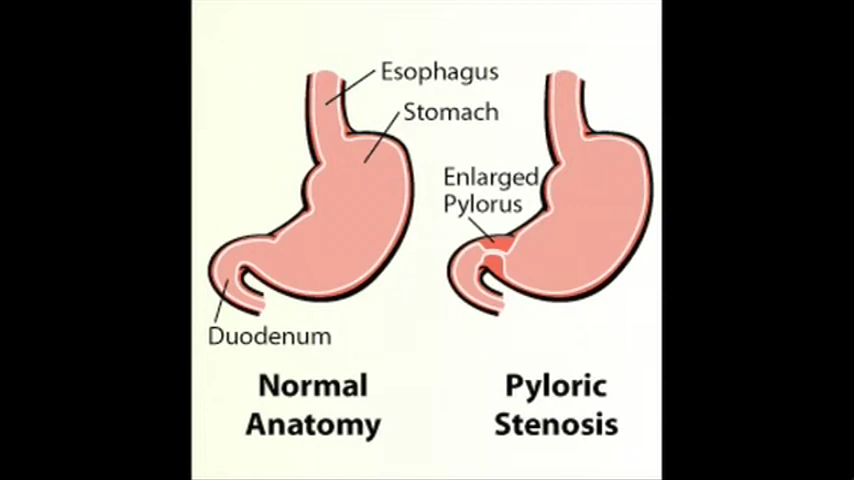 Esophagus
Stomach
Duodenum
Normal
Anatomy
Enlarged
Pylorus
Pyloric
Stenosis